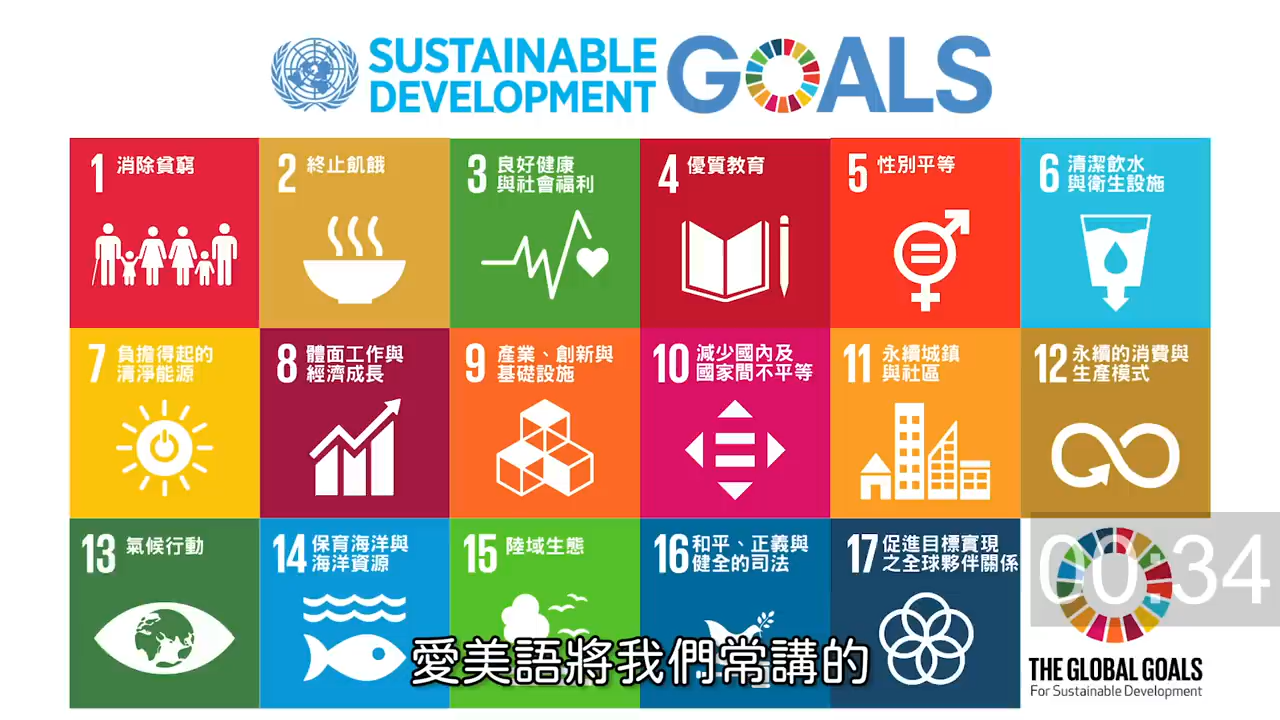 SUSTAINABLE
DEVELOPMENT
GOALS
1 消除貧窮
2 終止飢餓
3 良好健康
與社會福利
4 優質教育
5 性別平等
6 清潔飲水
與衛生設施
7 負擔得起的
清淨能源
8 體面工作與
經濟成長
9 產業、創新與
基礎設施
10 減少國內及
國家間不平等
11 永續城鎮
與社區
12 永續的消費與
生產模式
13 氣候行動
14 保育海洋與
海洋資源
15 陸域生態
16 和平、正義與
健全的司法
17 促進目標實現
之全球夥伴關係
00:34
愛美語將我們常講的
THE GLOBAL GOALS
For Sustainable Development